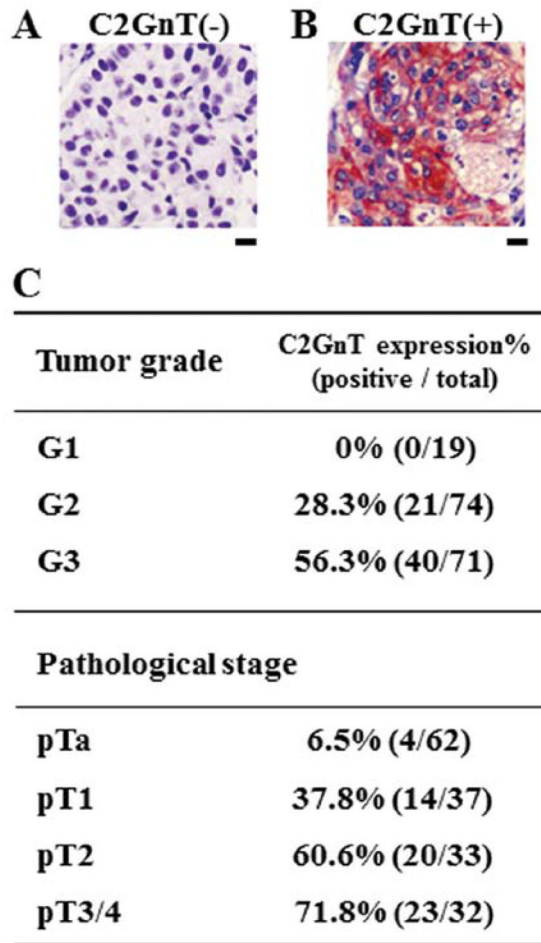 A C2GnT(-)
B C2GnT(+)
C
Tumor grade C2GnT expression%
(positive / total)
G1 0% (0/19)
G2 28.3% (21/74)
G3 56.3% (40/71)
Pathological stage
pTa 6.5% (4/62)
pT1 37.8% (14/37)
pT2 60.6% (20/33)
pT3/4 71.8% (23/32)